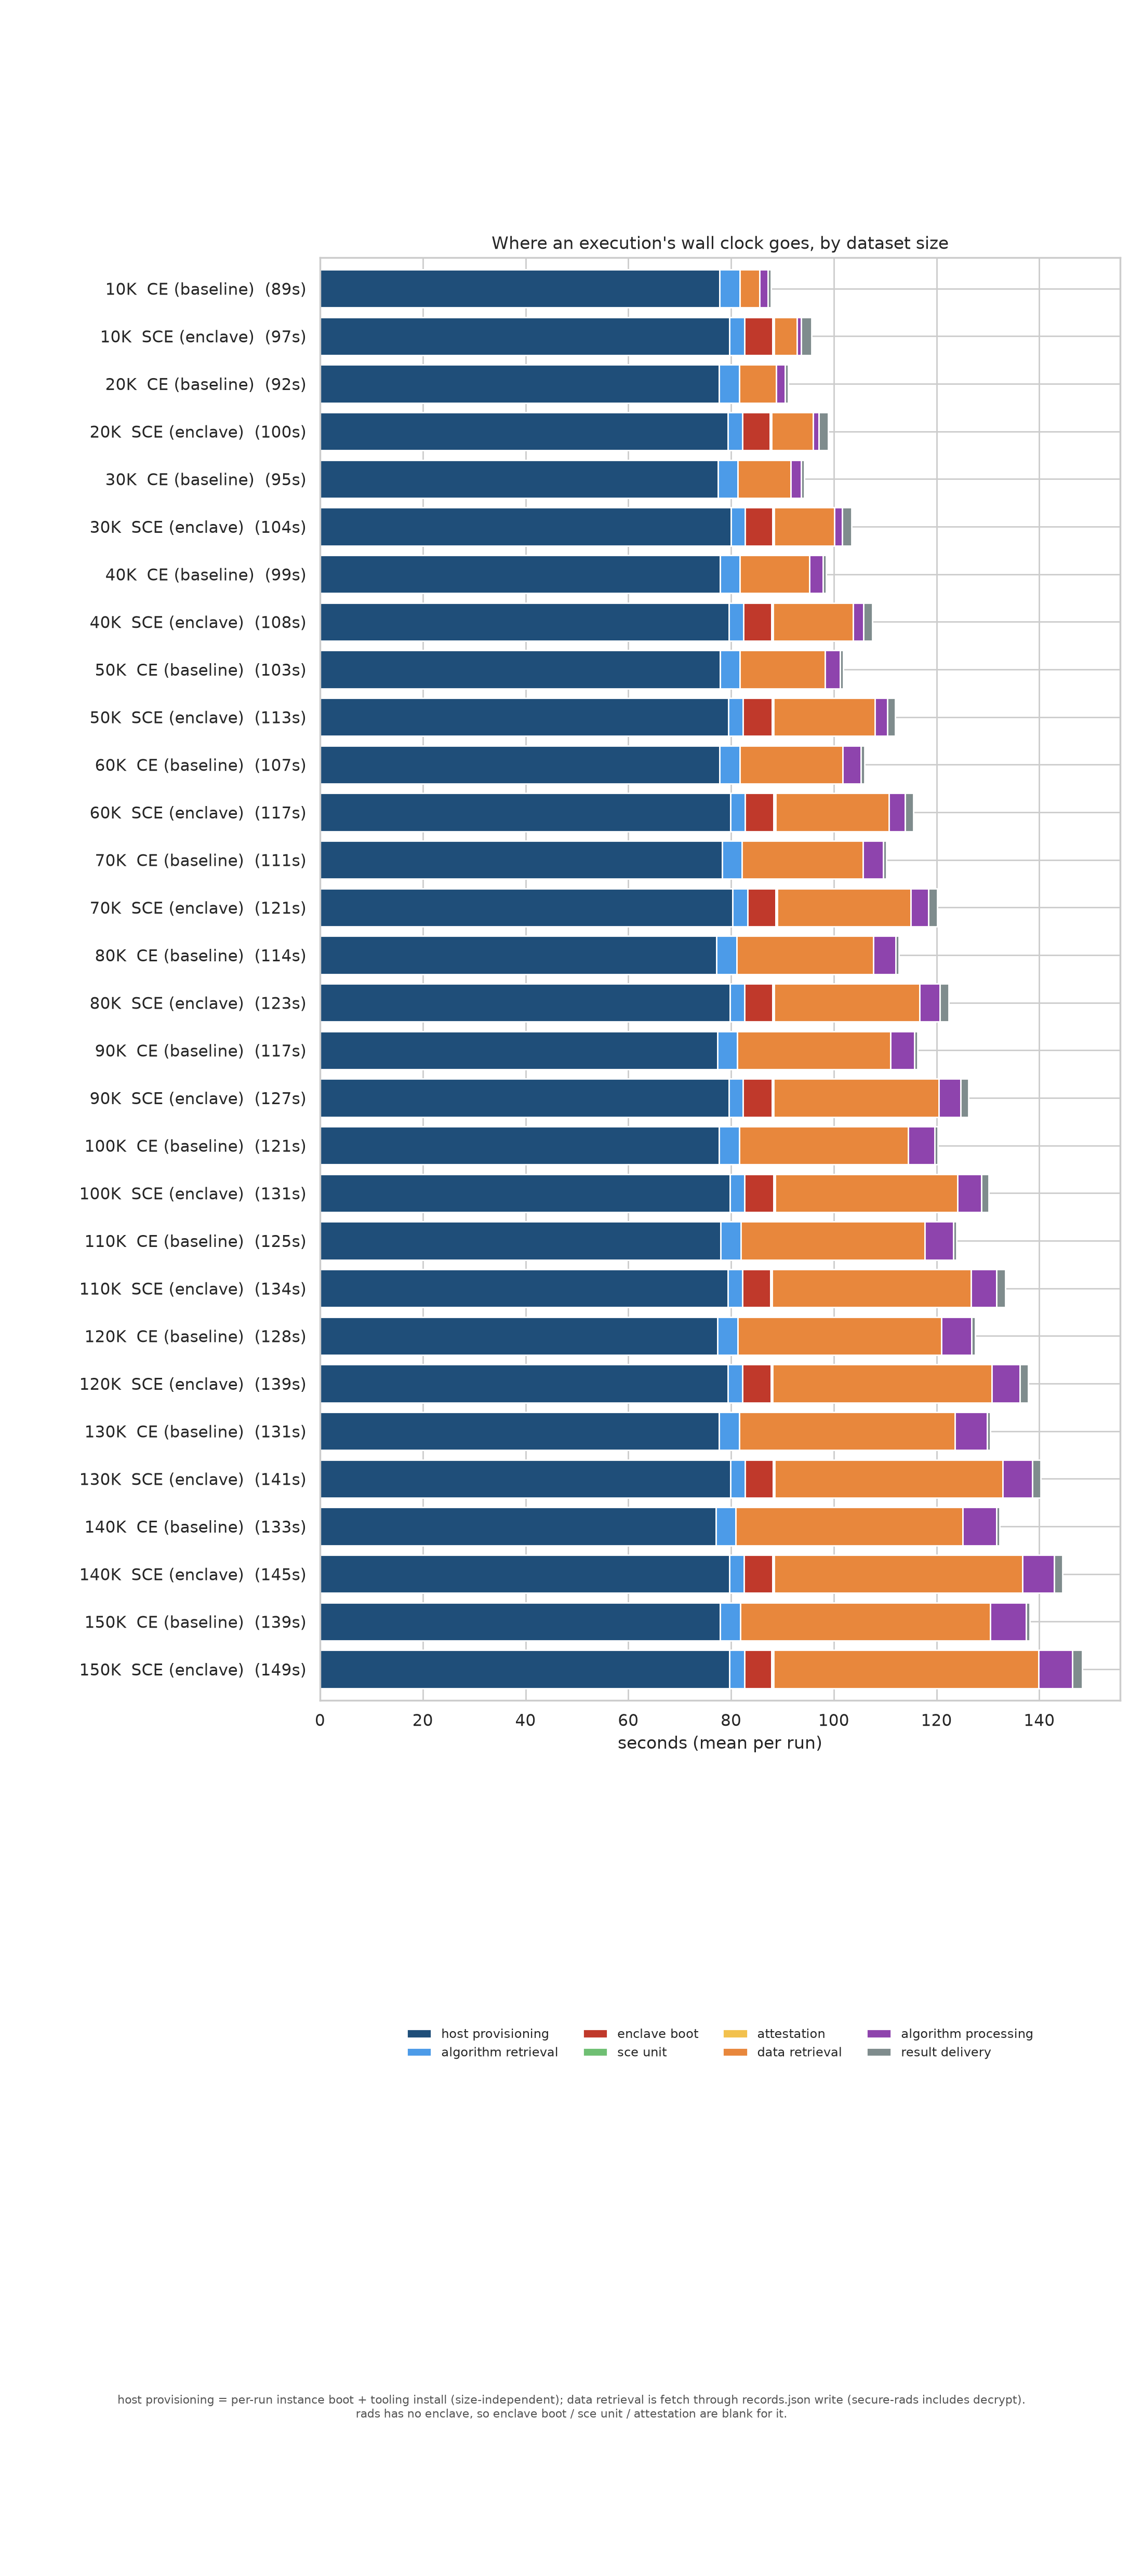 Where an execution's wall clock goes, by dataset size
10K  CE (baseline)  (89s)
10K  SCE (enclave)  (97s)
20K  CE (baseline)  (92s)
20K  SCE (enclave)  (100s)
30K  CE (baseline)  (95s)
30K  SCE (enclave)  (104s)
40K  CE (baseline)  (99s)
40K  SCE (enclave)  (108s)
50K  CE (baseline)  (103s)
50K  SCE (enclave)  (113s)
60K  CE (baseline)  (107s)
60K  SCE (enclave)  (117s)
70K  CE (baseline)  (111s)
70K  SCE (enclave)  (121s)
80K  CE (baseline)  (114s)
80K  SCE (enclave)  (123s)
90K  CE (baseline)  (117s)
90K  SCE (enclave)  (127s)
100K  CE (baseline)  (121s)
100K  SCE (enclave)  (131s)
110K  CE (baseline)  (125s)
110K  SCE (enclave)  (134s)
120K  CE (baseline)  (128s)
120K  SCE (enclave)  (139s)
130K  CE (baseline)  (131s)
130K  SCE (enclave)  (141s)
140K  CE (baseline)  (133s)
140K  SCE (enclave)  (145s)
150K  CE (baseline)  (139s)
150K  SCE (enclave)  (149s)
0 20 40 60 80 100 120 140
seconds (mean per run)
host provisioning enclave boot attestation algorithm processing
algorithm retrieval sce unit data retrieval result delivery
host provisioning = per-run instance boot + tooling install (size-independent); data retrieval is fetch through records.json write (secure-rads includes decrypt).
rads has no enclave, so enclave boot / sce unit / attestation are blank for it.